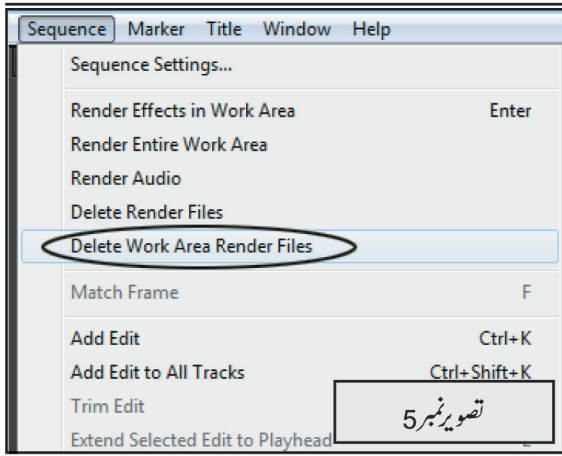 Sequence Marker Title Window Help
Sequence Settings...
Render Effects in Work Area Enter
Render Entire Work Area
Render Audio
Delete Render Files
Delete Work Area Render Files
Match Frame F
Add Edit Ctrl+K
Add Edit to All Tracks Ctrl+Shift+K
Trim Edit
Extend Selected Edit to Playhead
تصویر نمبر 5